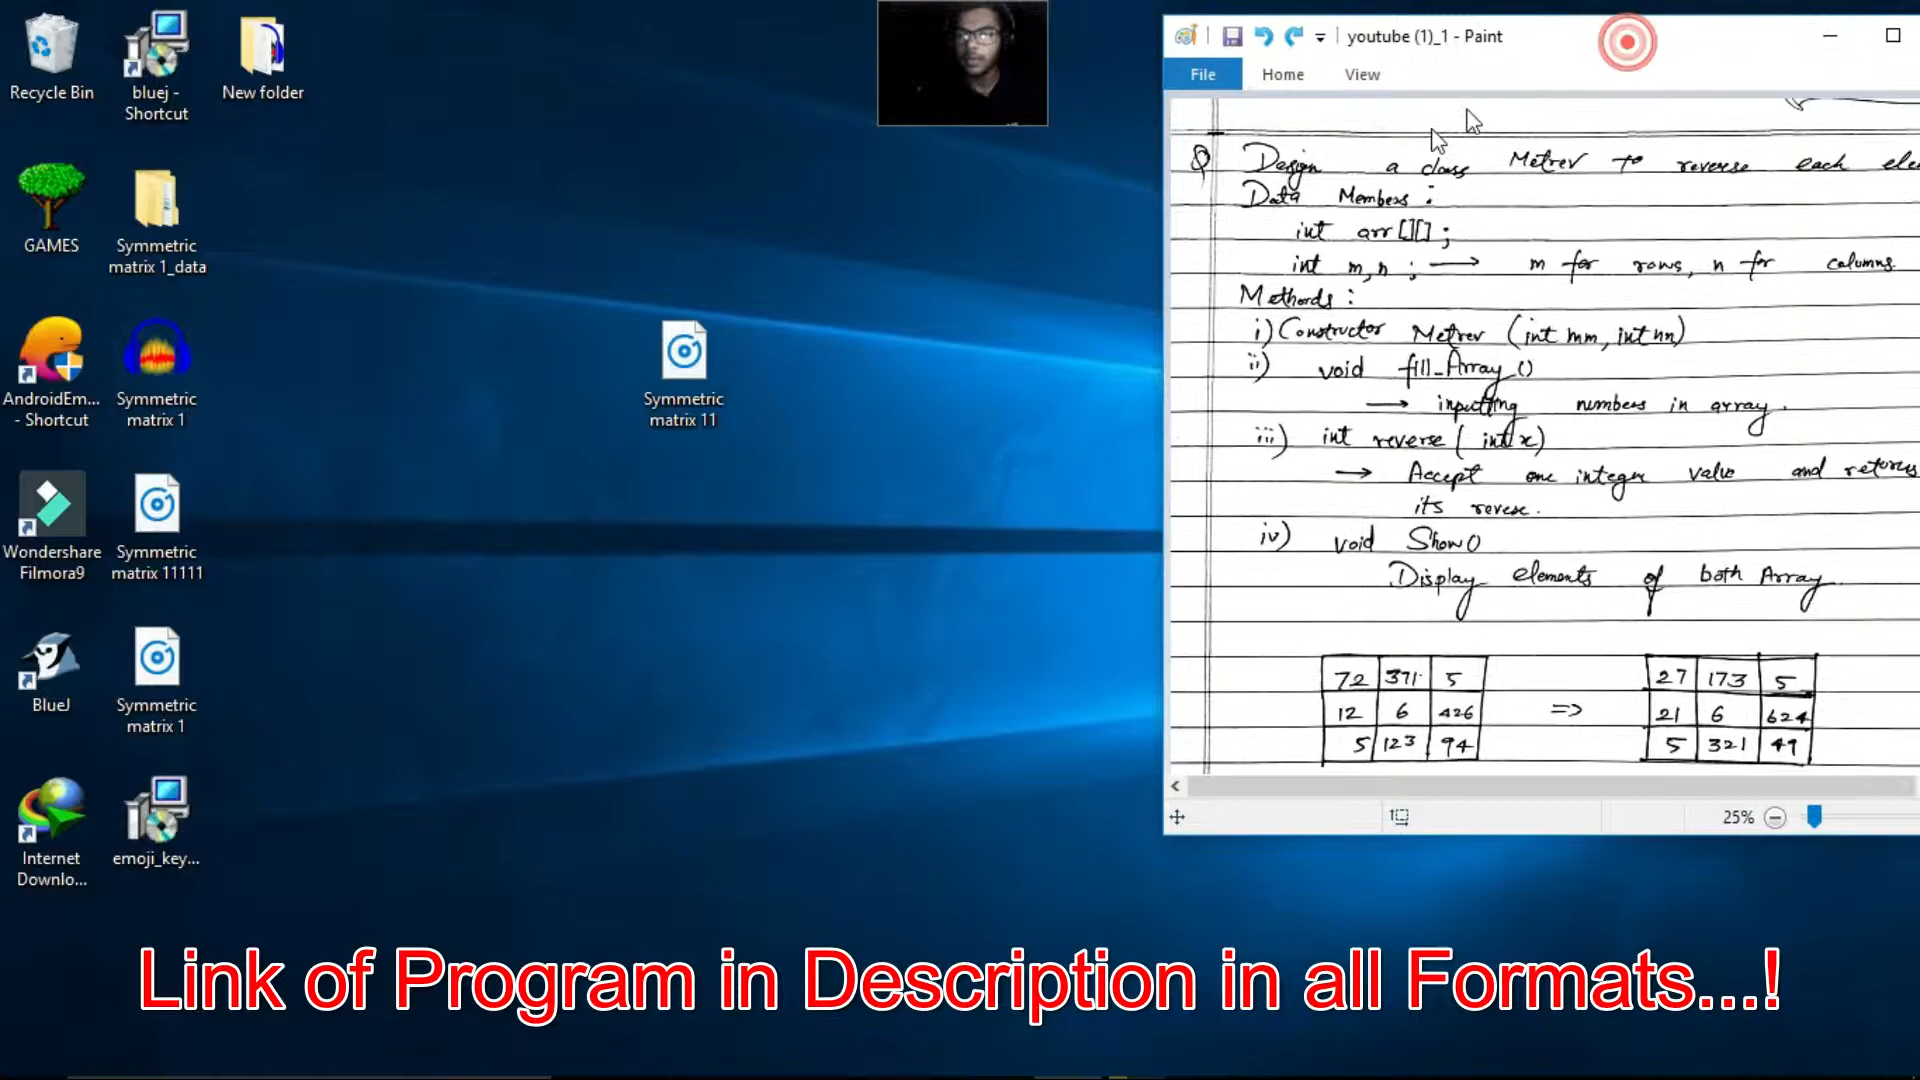 Recycle Bin
bluej -
Shortcut
New folder
GAMES
Symmetric
matrix 1_data
AndroidEm...
- Shortcut
Symmetric
matrix 1
Symmetric
matrix 11
Wondershare
Filmora9
Symmetric
matrix 11111
BlueJ
Symmetric
matrix 1
Internet
Downlo...
emoji_key...
youtube (1)_1 - Paint
File Home View
Q Design a class Metrev to reverse each ele
Data Members :
int arr[][];
int m,n ; → m for rows, n for columns.
Methords :
i) Constructor Metrev (int mm, int nn)
ii) void fill_Array()
→ inputting numbers in array.
iii) int reverse( int x)
→ Accept one integer value and returns
its revese.
iv) void Show()
Display elements of both Array
72 371 5
12 6 426
5 123 94
=>
27 173 5
21 6 624
5 321 49
25%
Link of Program in Description in all Formats...!